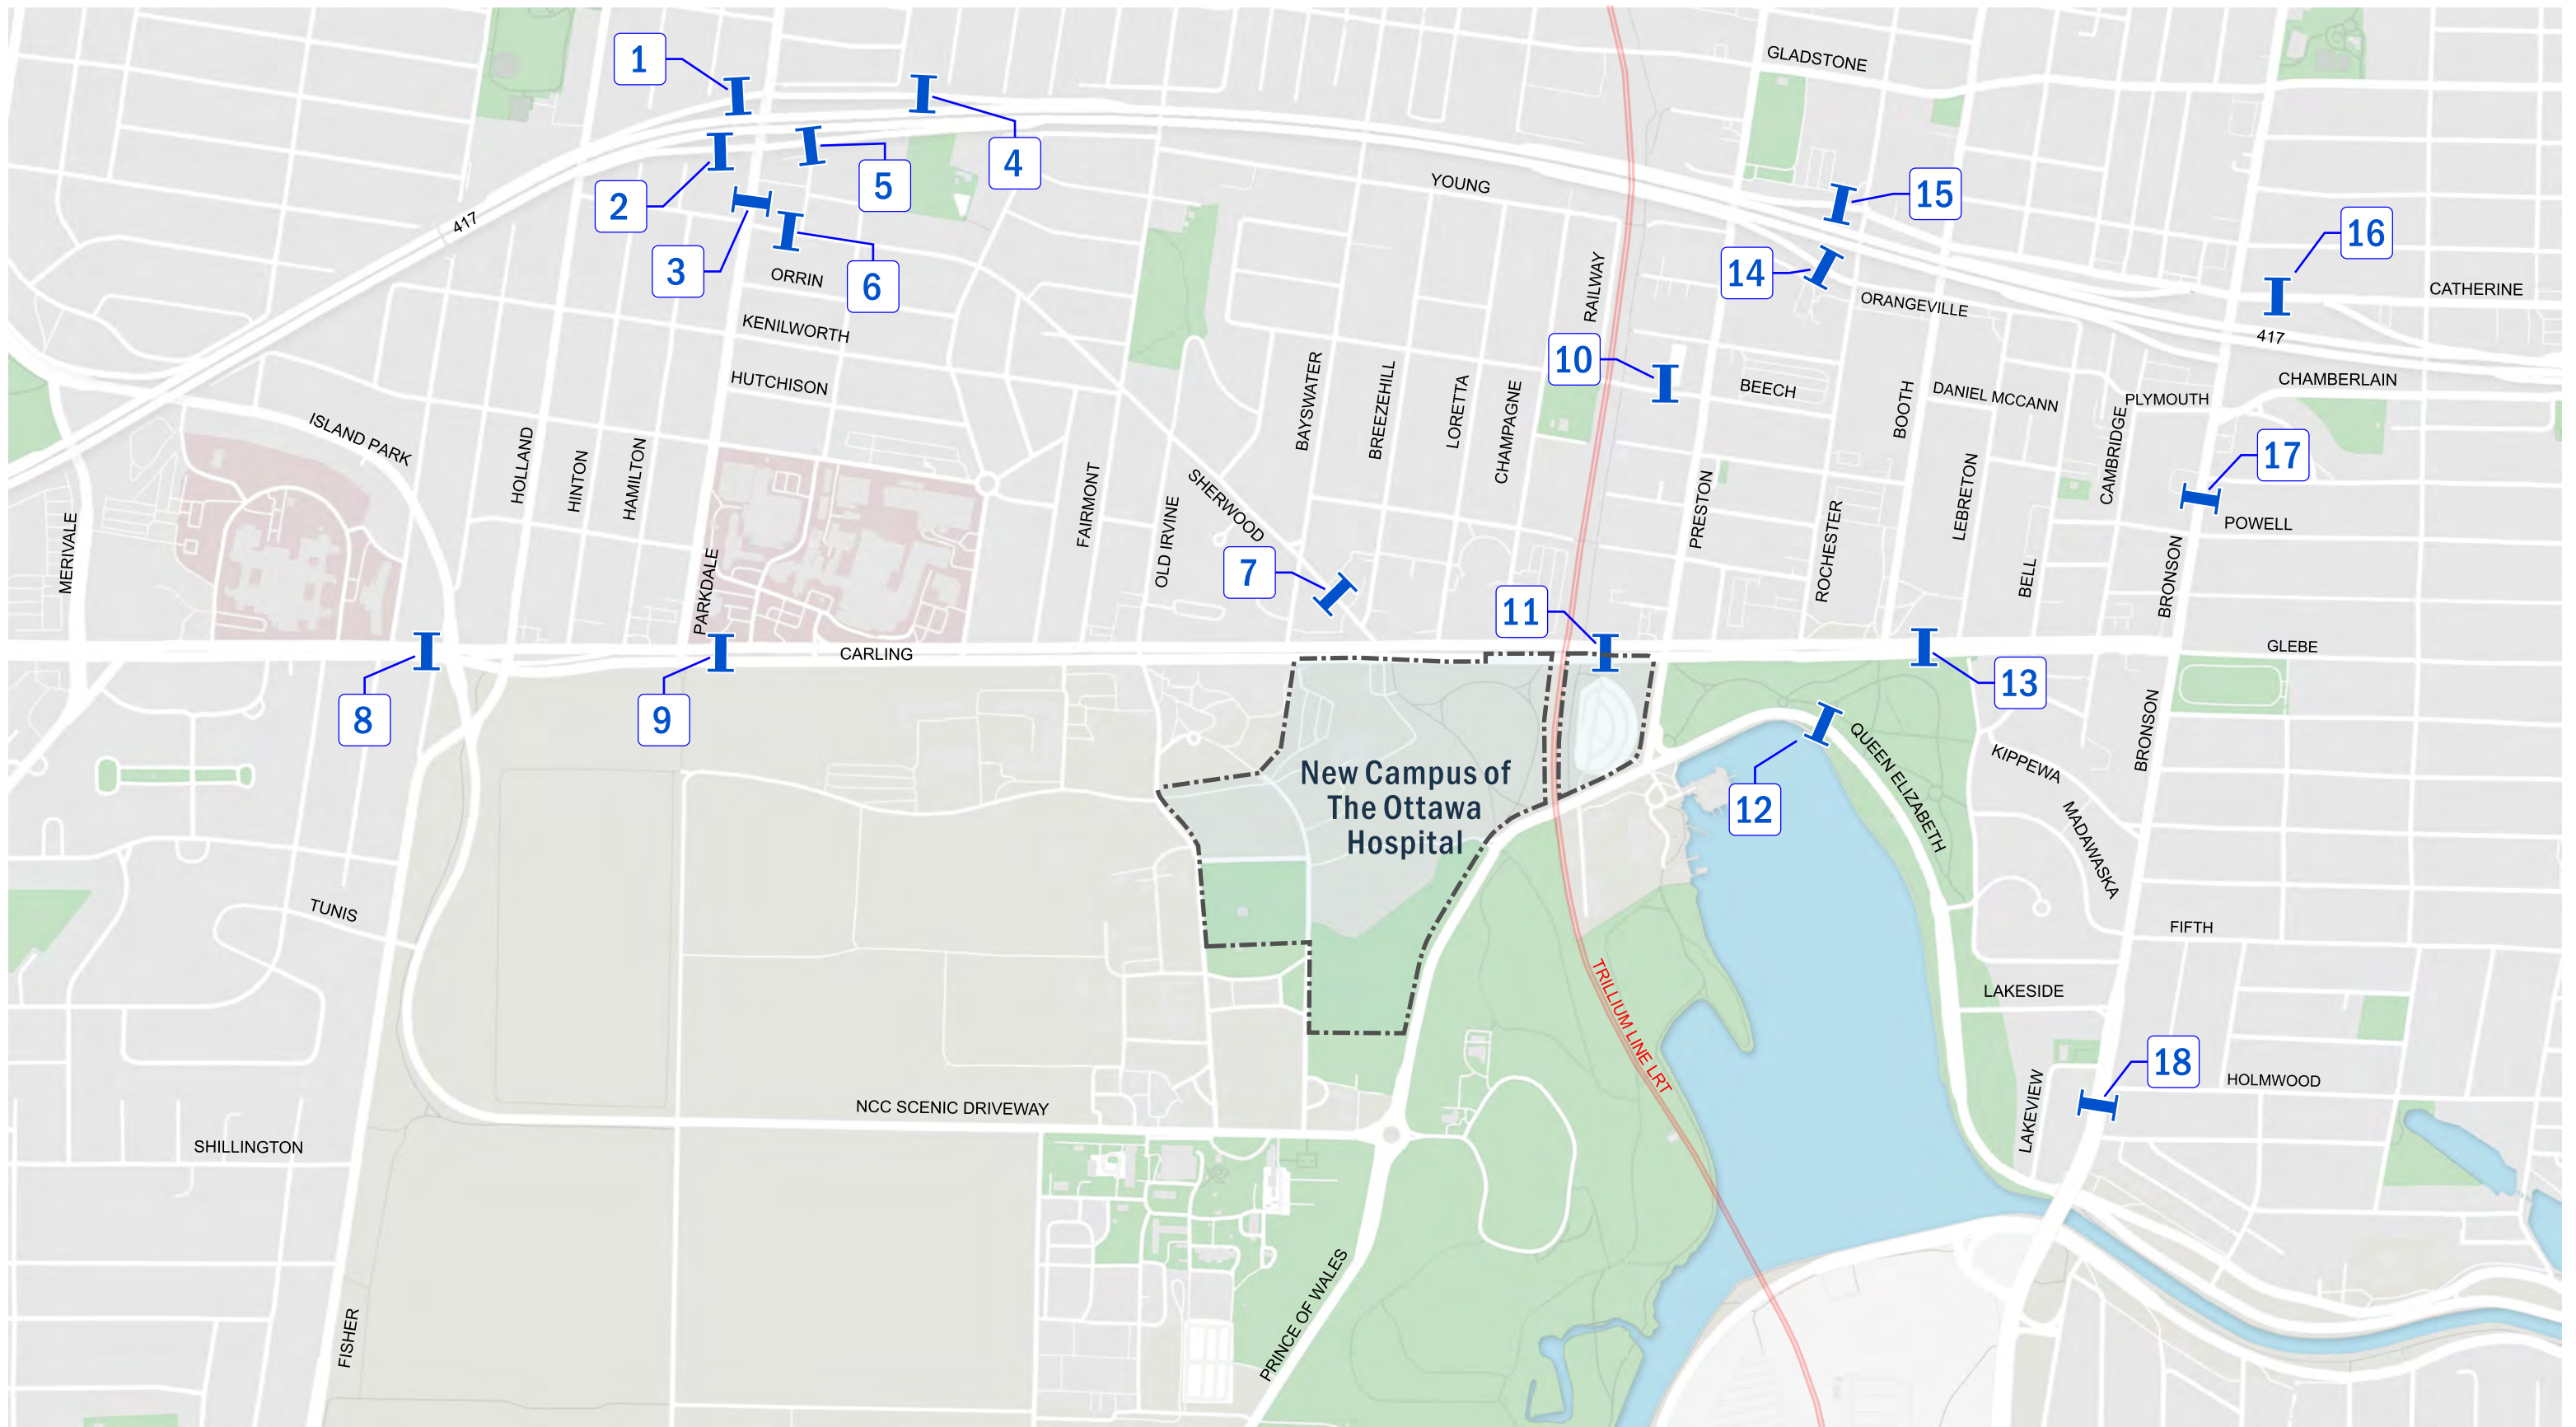 GLADSTONE
1
4
5
2
15
YOUNG
16
3
6
14
ORRIN
RAILWAY
417
ORANGEVILLE
CATHERINE
KENILWORTH
417
10
HUTCHISON
BEECH
DANIEL MCCANN
CHAMBERLAIN
PLYMOUTH
ISLAND PARK
HOLLAND
HINTON
HAMILTON
BAYSWATER
BREEZEHILL
LORETTA
CHAMPAGNE
BOOTH
CAMBRIDGE
17
MERIVALE
PARKDALE
FAIRMONT
OLD IRVINE
SHERWOOD
PRESTON
ROCHESTER
LEBRETON
BELL
BRONSON
POWELL
7
11
CARLING
GLEBE
8
9
13
New Campus of
The Ottawa
Hospital
12
QUEEN ELIZABETH
KIPPEWA
BRONSON
MADAWASKA
TUNIS
FIFTH
TRILLIUM LINE LRT
LAKESIDE
18
NCC SCENIC DRIVEWAY
LAKEVIEW
HOLMWOOD
SHILLINGTON
FISHER
PRINCE OF WALES